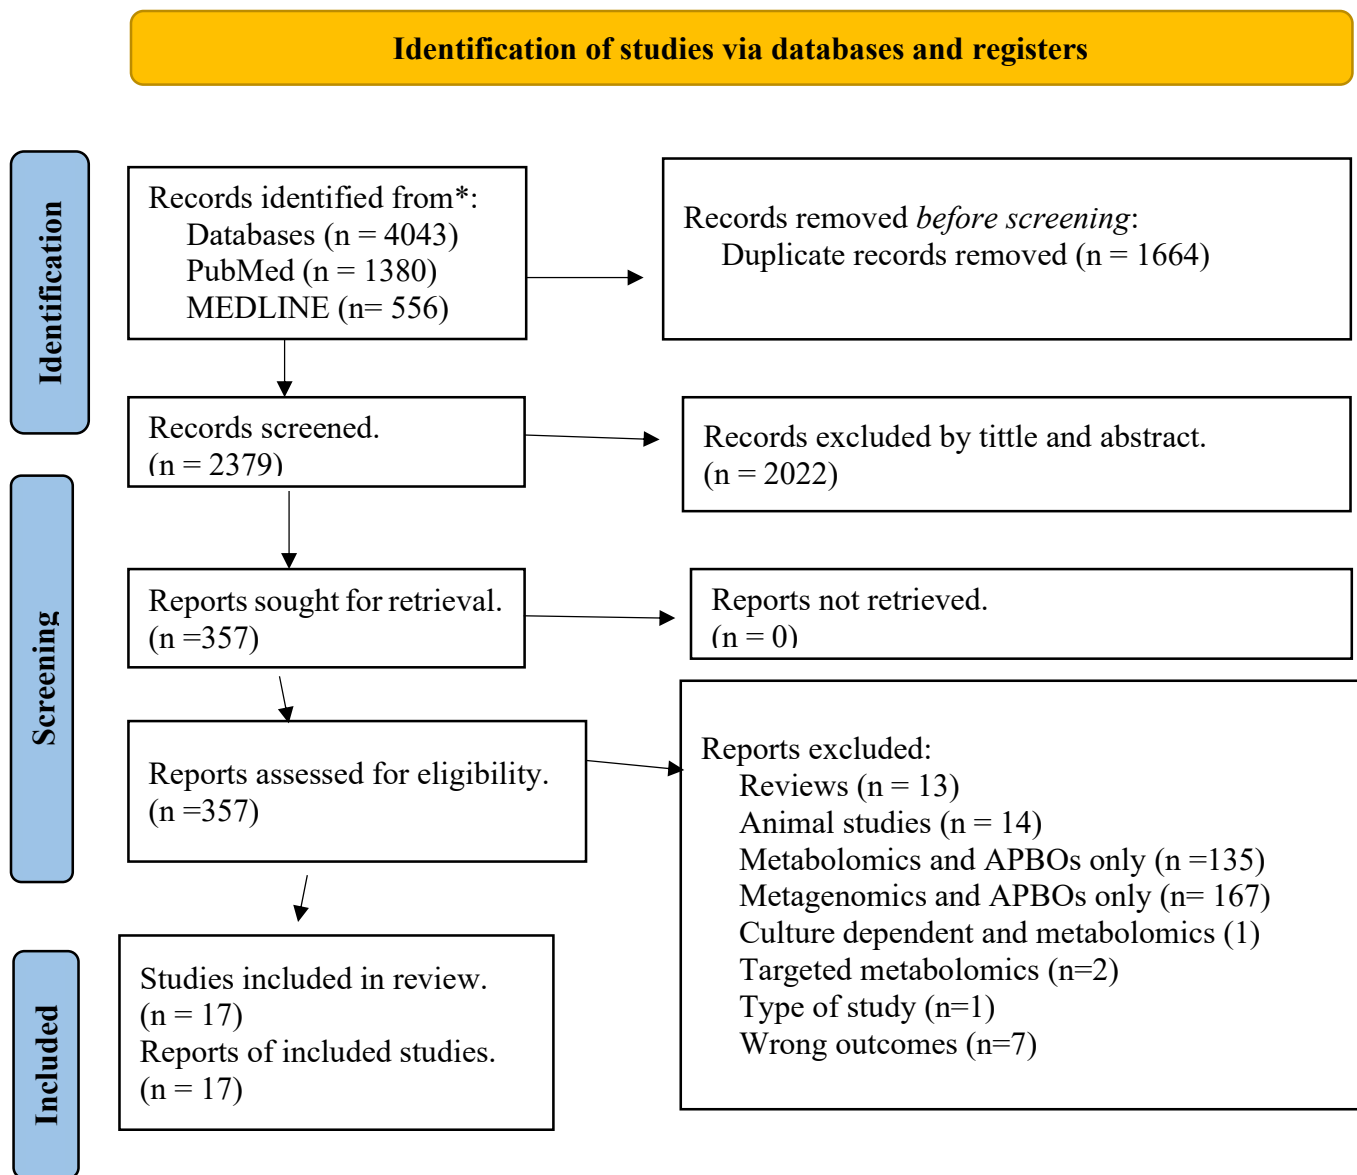 Identification of studies via databases and registers
Identification
Records identified from*:
Databases (n = 4043)
PubMed (n = 1380)
MEDLINE (n= 556)
Records removed before screening:
Duplicate records removed (n = 1664)
Records screened.
(n = 2379)
Records excluded by tittle and abstract.
(n = 2022)
Screening
Reports sought for retrieval.
(n =357)
Reports not retrieved.
(n = 0)
Reports assessed for eligibility.
(n =357)
Reports excluded:
Reviews (n = 13)
Animal studies (n = 14)
Metabolomics and APBOs only (n =135)
Metagenomics and APBOs only (n= 167)
Culture dependent and metabolomics (1)
Targeted metabolomics (n=2)
Type of study (n=1)
Wrong outcomes (n=7)
Included
Studies included in review.
(n = 17)
Reports of included studies.
(n = 17)